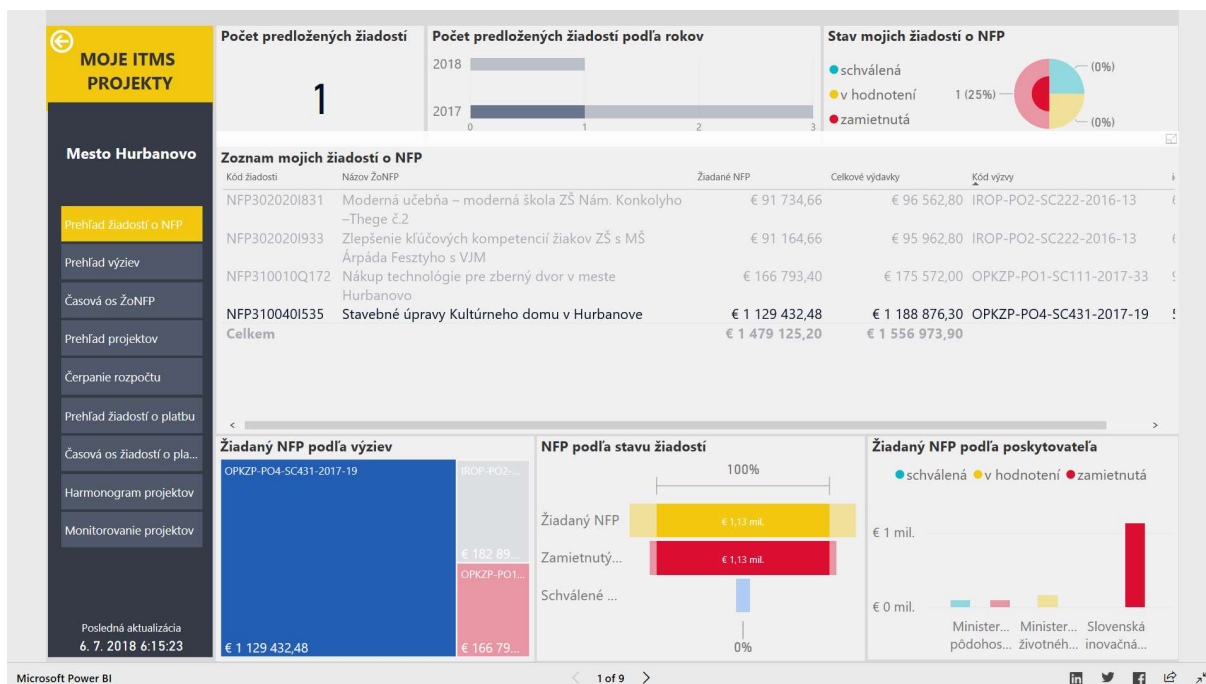 MOJE ITMS
PROJEKTY
Mesto Hurbanovo
Prehľad žiadostí o NFP
Prehľad výziev
Časová os ŽoNFP
Prehľad projektov
Čerpanie rozpočtu
Prehľad žiadostí o platbu
Časová os žiadostí o pla...
Harmonogram projektov
Monitorovanie projektov
Posledná aktualizácia
6. 7. 2018 6:15:23
Počet predložených žiadostí
1
Počet predložených žiadostí podľa rokov
2018
2017
0 1 2 3
Stav mojich žiadostí o NFP
schválená
v hodnotení
zamietnutá
1 (25%)
(0%)
(0%)
Zoznam mojich žiadostí o NFP
Kód žiadosti Názov ŽoNFP Žiadané NFP Celkové výdavky Kód výzvy
NFP302020I831 Moderná učebňa – moderná škola ZŠ Nám. Konkolyho € 91 734,66 € 96 562,80 IROP-PO2-SC222-2016-13
–Thege č.2
NFP302020I933 Zlepšenie kľúčových kompetencií žiakov ZŠ s MŠ € 91 164,66 € 95 962,80 IROP-PO2-SC222-2016-13
Árpáda Fesztyho s VJM
NFP310010Q172 Nákup technológie pre zberný dvor v meste € 166 793,40 € 175 572,00 OPKZP-PO1-SC111-2017-33
Hurbanovo
NFP310040I535 Stavebné úpravy Kultúrneho domu v Hurbanove € 1 129 432,48 € 1 188 876,30 OPKZP-PO4-SC431-2017-19
Celkem € 1 479 125,20 € 1 556 973,90
Žiadaný NFP podľa výziev
OPKZP-PO4-SC431-2017-19
€ 1 129 432,48
IROP-PO2-...
€ 182 89...
OPKZP-PO1...
€ 166 79...
NFP podľa stavu žiadostí
100%
Žiadaný NFP € 1,13 mil.
Zamietnutý... € 1,13 mil.
Schválené ...
0%
Žiadaný NFP podľa poskytovateľa
schválená v hodnotení zamietnutá
€ 1 mil.
€ 0 mil.
Minister... Minister... Slovenská
pôdohos... životnéh... inovačná...
Microsoft Power BI
1 of 9